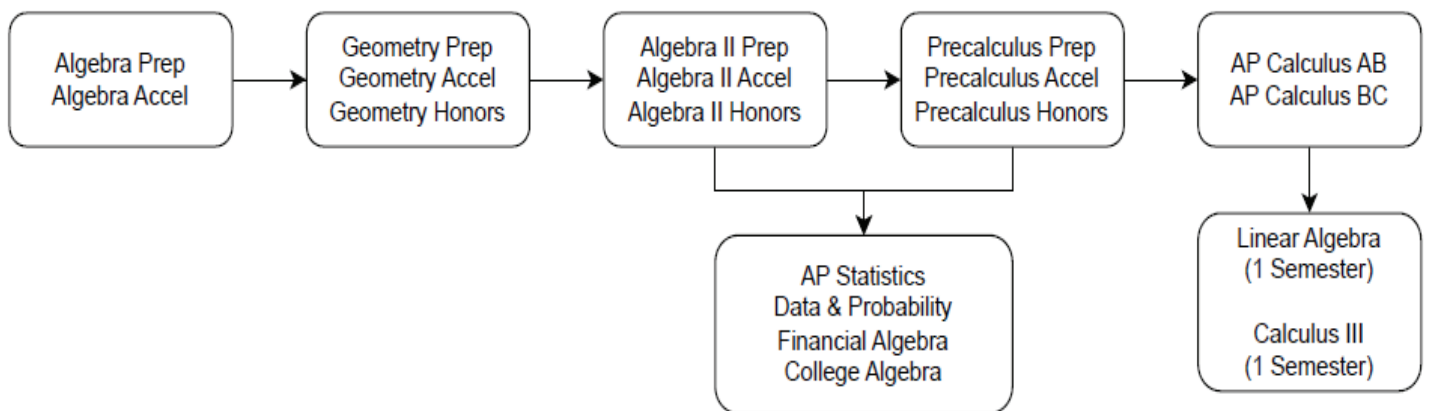 Algebra Prep
Algebra Accel
Geometry Prep
Geometry Accel
Geometry Honors
Algebra II Prep
Algebra II Accel
Algebra II Honors
Precalculus Prep
Precalculus Accel
Precalculus Honors
AP Calculus AB
AP Calculus BC
AP Statistics
Data & Probability
Financial Algebra
College Algebra
Linear Algebra
(1 Semester)
Calculus III
(1 Semester)